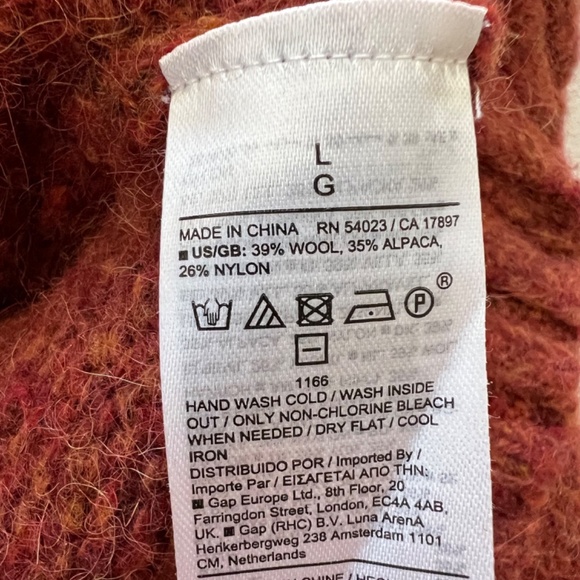 L
G
MADE IN CHINA RN 54023 / CA 17897
■ US/GB: 39% WOOL, 35% ALPACA,
26% NYLON
P ®
1166
HAND WASH COLD / WASH INSIDE
OUT / ONLY NON-CHLORINE BLEACH
WHEN NEEDED / DRY FLAT / COOL
IRON
DISTRIBUIDO POR / Imported By /
Importe Par / ΕΙΣΑΓΕΤΑΙ ΑΠΟ ΤΗΝ:
■ Gap Europe Ltd., 8th Floor, 20
Farringdon Street, London, EC4A 4AB,
UK. ■ Gap (RHC) B.V. Luna ArenA
Herikerbergweg 238 Amsterdam 1101
CM, Netherlands